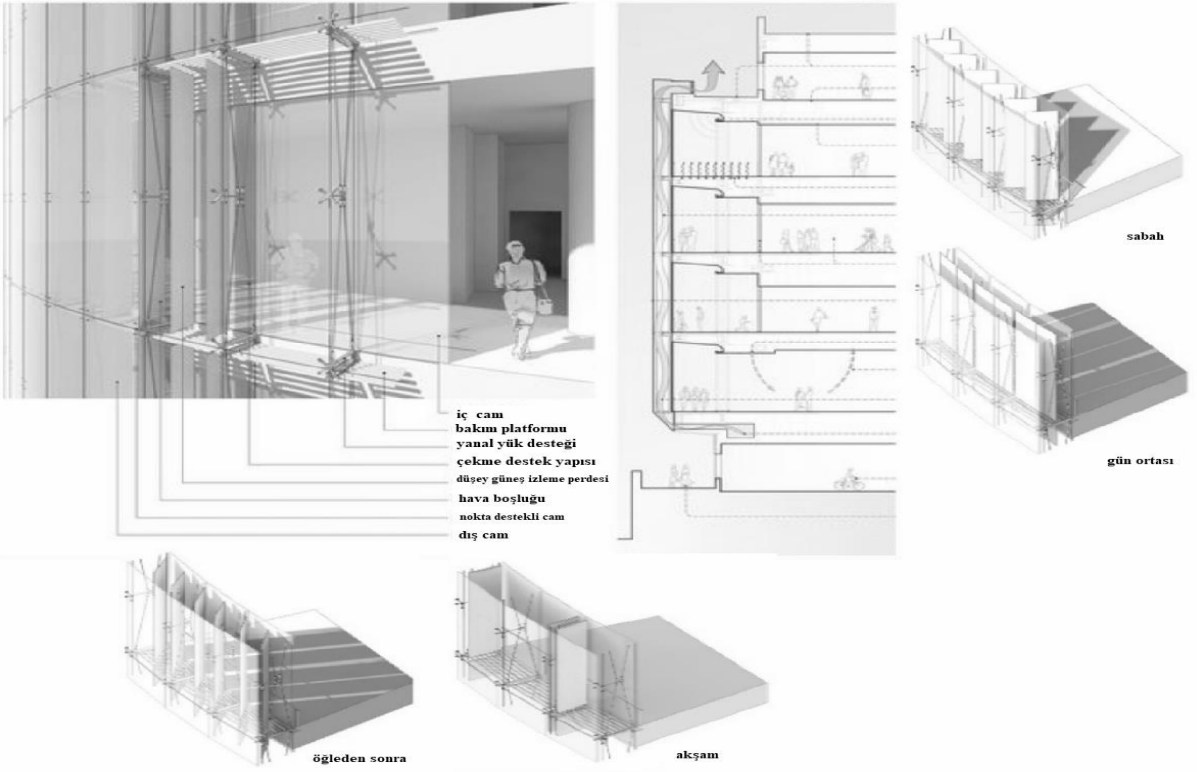 sabah
gün ortası
iç cam
bakım platformu
yanal yük desteği
çekme destek yapısı
düşey güneş izleme perdesi
hava boşluğu
nokta destekli cam
dış cam
öğleden sonra
akşam